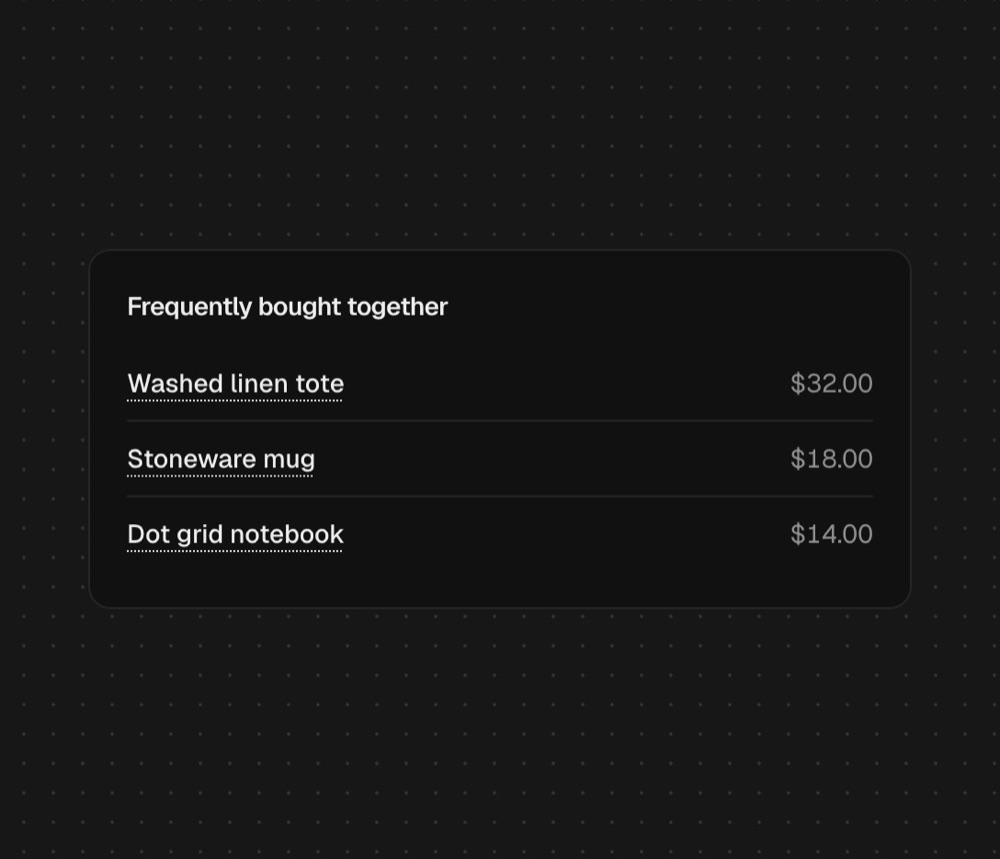 Frequently bought together
Washed linen tote $32.00
Stoneware mug $18.00
Dot grid notebook $14.00